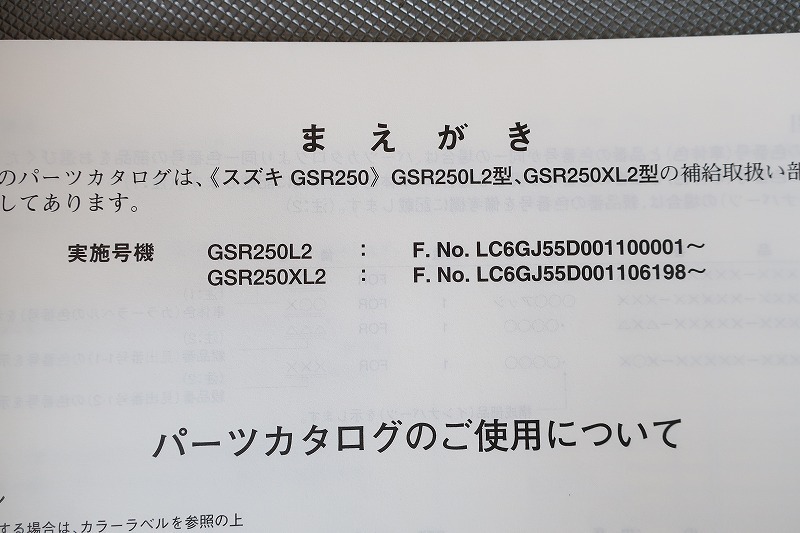 まえがき
のパーツカタログは、《スズキ GSR250》GSR250L2型、GSR250XL2型の補給取扱い部
してあります。
実施号機 GSR250L2 : F. No. LC6GJ55D001100001～
GSR250XL2 : F. No. LC6GJ55D001106198～
パーツカタログのご使用について
する場合は、カラーラベルを参照の上